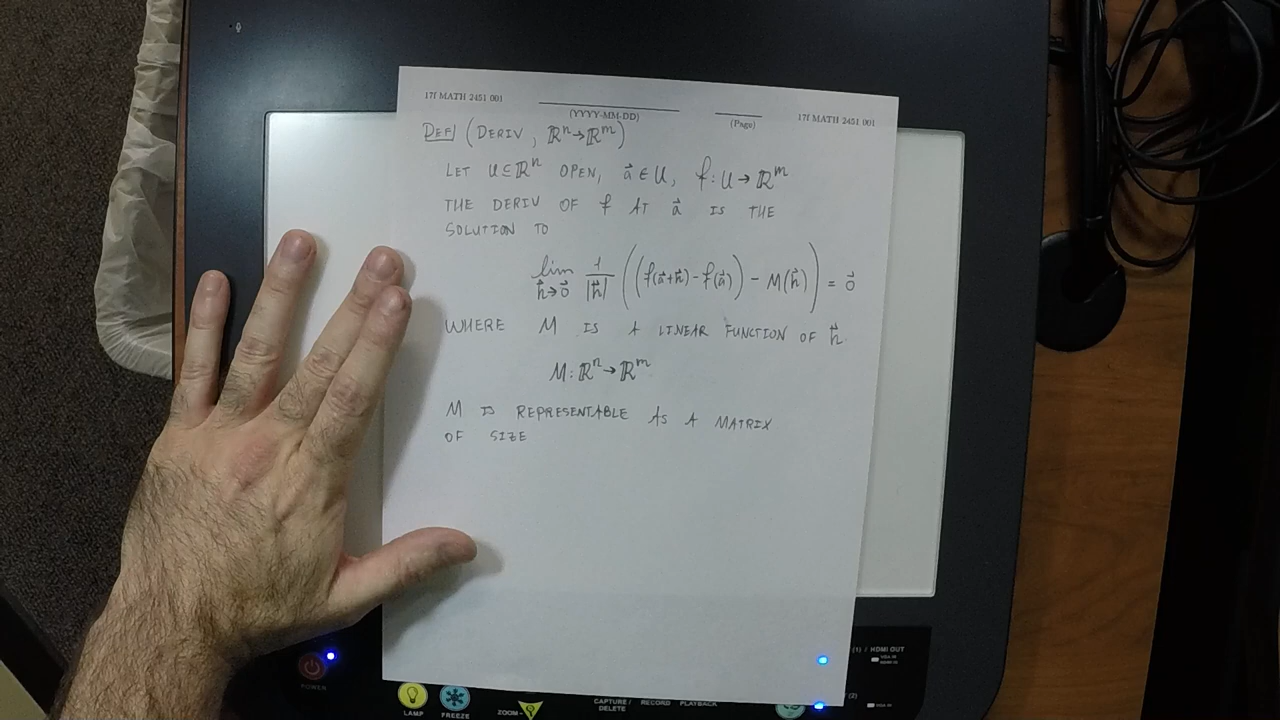 17f MATH 2451 001
(YYYY-MM-DD)
(Page)
17f MATH 2451 001
DEF (DERIV, ℝⁿ→ℝᵐ)
LET U⊆ℝⁿ OPEN, a⃗ ∈ U, f: U → ℝᵐ
THE DERIV OF f AT a⃗ IS THE
SOLUTION TO
lim h⃗→0⃗ 1/|h⃗| ((f(a⃗+h⃗)-f(a⃗)) - M(h⃗)) = 0⃗
WHERE M IS A LINEAR FUNCTION OF h⃗.
M: ℝⁿ→ℝᵐ
M IS REPRESENTABLE AS A MATRIX
OF SIZE
POWER
LAMP
FREEZE
ZOOM
CAPTURE/
DELETE
RECORD
PLAYBACK
(1) / HDMI OUT
(2)